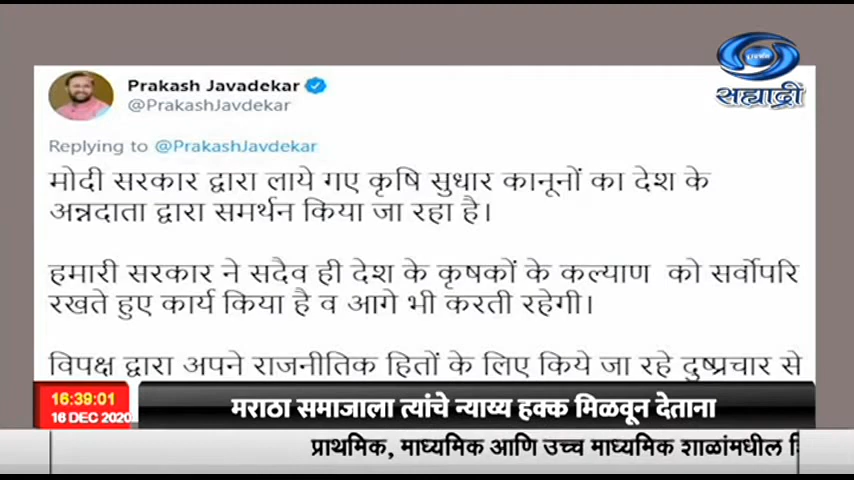 Prakash Javadekar
@PrakashJavdekar
सह्याद्री
Replying to @PrakashJavdekar
मोदी सरकार द्वारा लाये गए कृषि सुधार कानूनों का देश के
अन्नदाता द्वारा समर्थन किया जा रहा है।
हमारी सरकार ने सदैव ही देश के कृषकों के कल्याण को सर्वोपरि
रखते हुए कार्य किया है व आगे भी करती रहेगी।
विपक्ष द्वारा अपने राजनीतिक हितों के लिए किये जा रहे दुष्प्रचार से
16:39:01
16 DEC 2020
मराठा समाजाला त्यांचे न्याय्य हक्क मिळवून देताना
प्राथमिक, माध्यमिक आणि उच्च माध्यमिक शाळांमधील